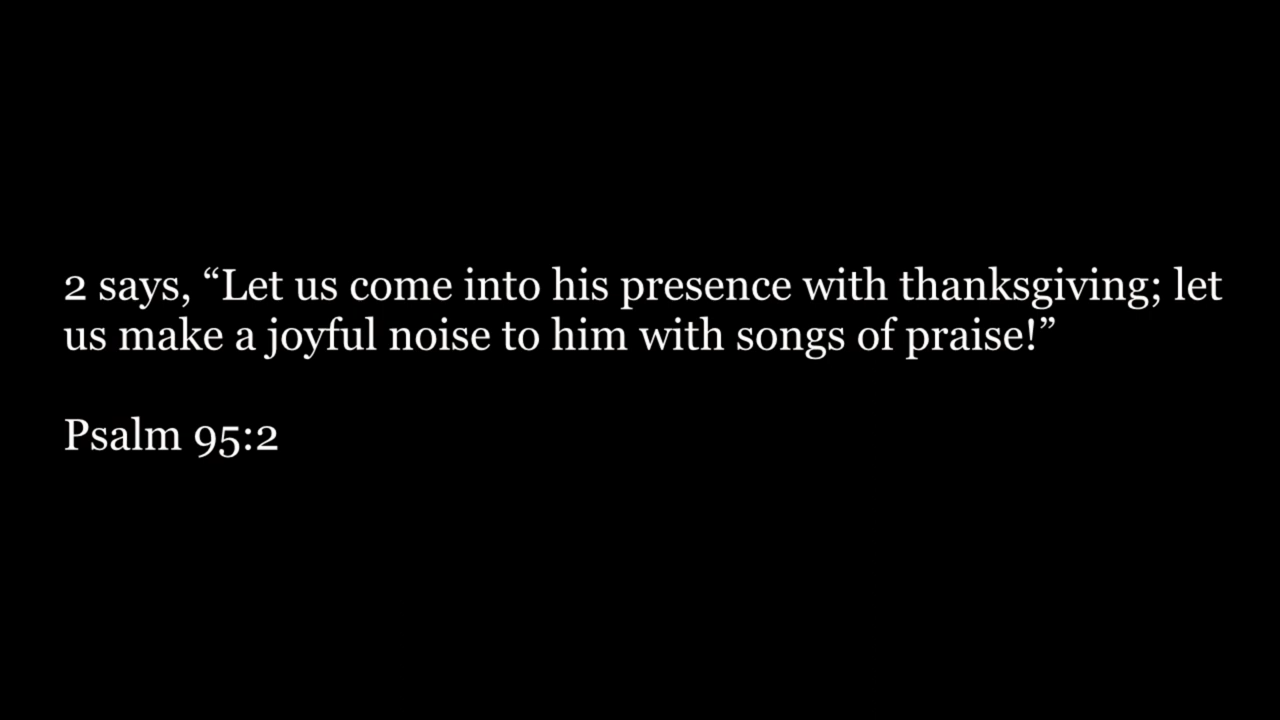 2 says, “Let us come into his presence with thanksgiving; let
us make a joyful noise to him with songs of praise!”
Psalm 95:2